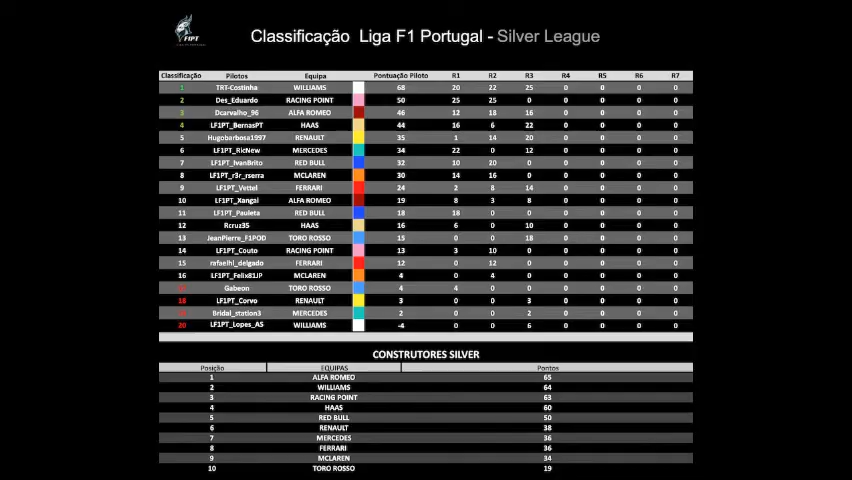 F1PT
Classificação Liga F1 Portugal - Silver League
Classificação Pilotos Equipa Pontuação Piloto R1 R2 R3 R4 R5 R6 R7
1 TRT-Costinha WILLIAMS 68 20 22 25 0 0 0 0
2 Des_Eduardo RACING POINT 50 25 25 0 0 0 0 0
3 Dcarvalho_96 ALFA ROMEO 46 12 18 16 0 0 0 0
4 LF1PT_BernasPT HAAS 44 16 6 22 0 0 0 0
5 Hugobarbosa1997 RENAULT 35 1 14 20 0 0 0 0
6 LF1PT_RicNew MERCEDES 34 22 0 12 0 0 0 0
7 LF1PT_IvanBrito RED BULL 32 10 20 0 0 0 0 0
8 LF1PT_r3r_rserra MCLAREN 30 14 16 0 0 0 0 0
9 LF1PT_Vettel FERRARI 24 2 8 14 0 0 0 0
10 LF1PT_Xangai ALFA ROMEO 19 8 3 8 0 0 0 0
11 LF1PT_Pauleta RED BULL 18 18 0 0 0 0 0 0
12 Rcruz35 HAAS 16 6 0 10 0 0 0 0
13 JeanPierre_F1POD TORO ROSSO 15 0 0 18 0 0 0 0
14 LF1PT_Couto RACING POINT 13 3 10 0 0 0 0 0
15 rafaelhl_delgado FERRARI 12 0 12 0 0 0 0 0
16 LF1PT_Felix81JP MCLAREN 4 0 4 0 0 0 0 0
Gabeon TORO ROSSO 4 4 0 0 0 0 0 0
18 LF1PT_Corvo RENAULT 3 0 0 3 0 0 0 0
Bridal_station3 MERCEDES 2 0 0 2 0 0 0 0
20 LF1PT_Lopes_AS WILLIAMS -4 0 0 6 0 0 0 0
CONSTRUTORES SILVER
Posição EQUIPAS Pontos
1 ALFA ROMEO 65
2 WILLIAMS 64
3 RACING POINT 63
4 HAAS 60
5 RED BULL 50
6 RENAULT 38
7 MERCEDES 36
8 FERRARI 36
9 MCLAREN 34
10 TORO ROSSO 19